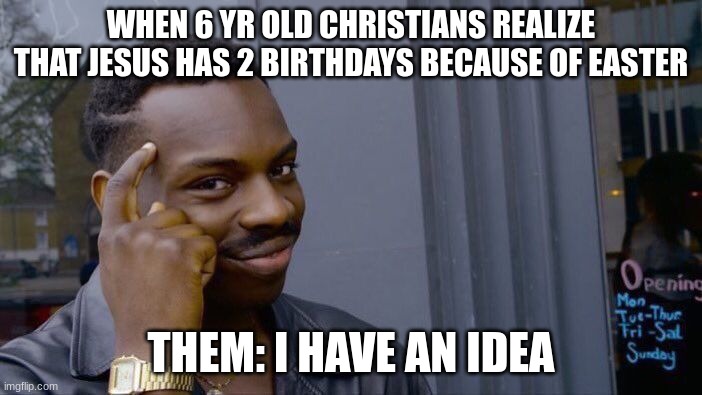 WHEN 6 YR OLD CHRISTIANS REALIZE
THAT JESUS HAS 2 BIRTHDAYS BECAUSE OF EASTER
Opening
Mon
Tue-Thur
Fri-Sat
Sunday
THEM: I HAVE AN IDEA
imgflip.com